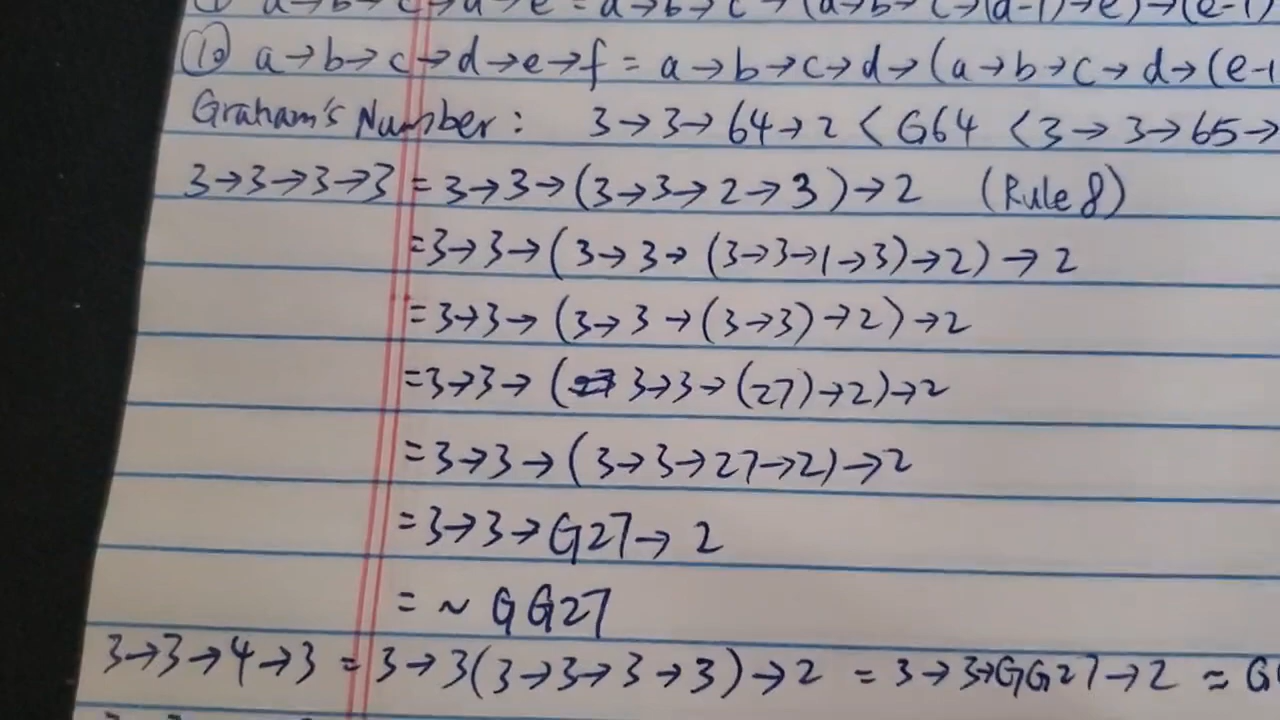 a→b→c→d→e = a→b→c→(a→b→c→(d-1)→e)→(e-1)
⑩ a→b→c→d→e→f = a→b→c→d→(a→b→c→d→(e-1
Graham's Number: 3→3→64→2 < G64 < 3→3→65→
3→3→3→3 = 3→3→(3→3→2→3)→2 (Rule 8)
=3→3→(3→3→(3→3→1→3)→2)→2
=3→3→(3→3→(3→3)→2)→2
=3→3→(3→3→(27)→2)→2
=3→3→(3→3→27→2)→2
=3→3→G27→2
= ~ GG27
3→3→4→3 = 3→3(3→3→3→3)→2 = 3→3→GG27→2 ≈ G